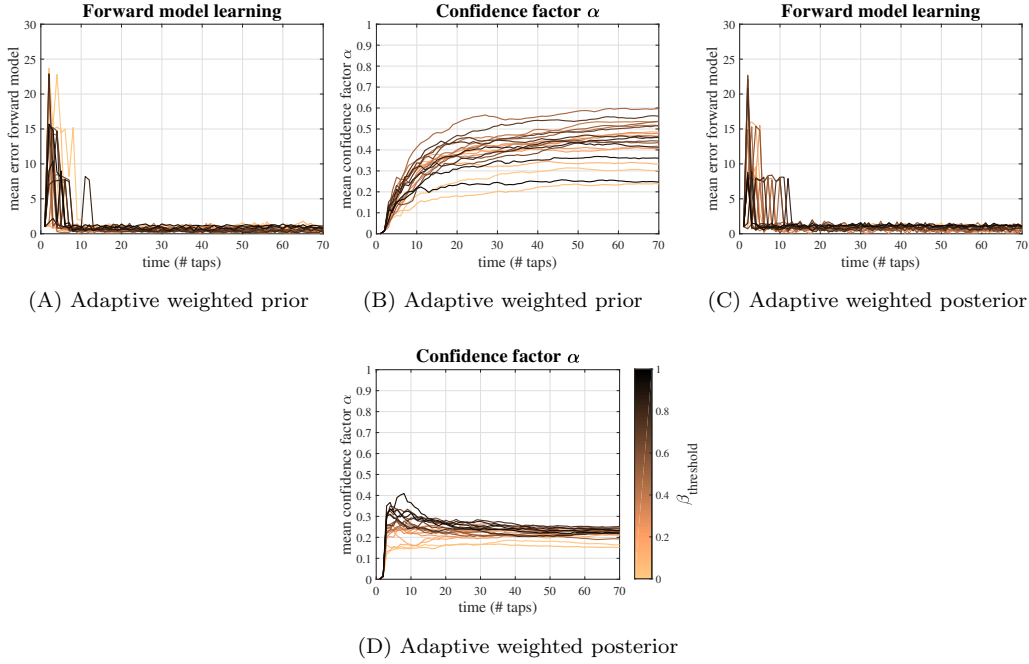 Forward model learning
mean error forward model
30
25
20
15
10
5
0
0 10 20 30 40 50 60 70
time (# taps)
(A) Adaptive weighted prior
Confidence factor α
mean confidence factor α
1
0.9
0.8
0.7
0.6
0.5
0.4
0.3
0.2
0.1
0
0 10 20 30 40 50 60 70
time (# taps)
(B) Adaptive weighted prior
Forward model learning
mean error forward model
30
25
20
15
10
5
0
0 10 20 30 40 50 60 70
time (# taps)
(C) Adaptive weighted posterior
Confidence factor α
mean confidence factor α
1
0.9
0.8
0.7
0.6
0.5
0.4
0.3
0.2
0.1
0
0 10 20 30 40 50 60 70
time (# taps)
1
0.8
0.6
0.4
0.2
0
β threshold
(D) Adaptive weighted posterior